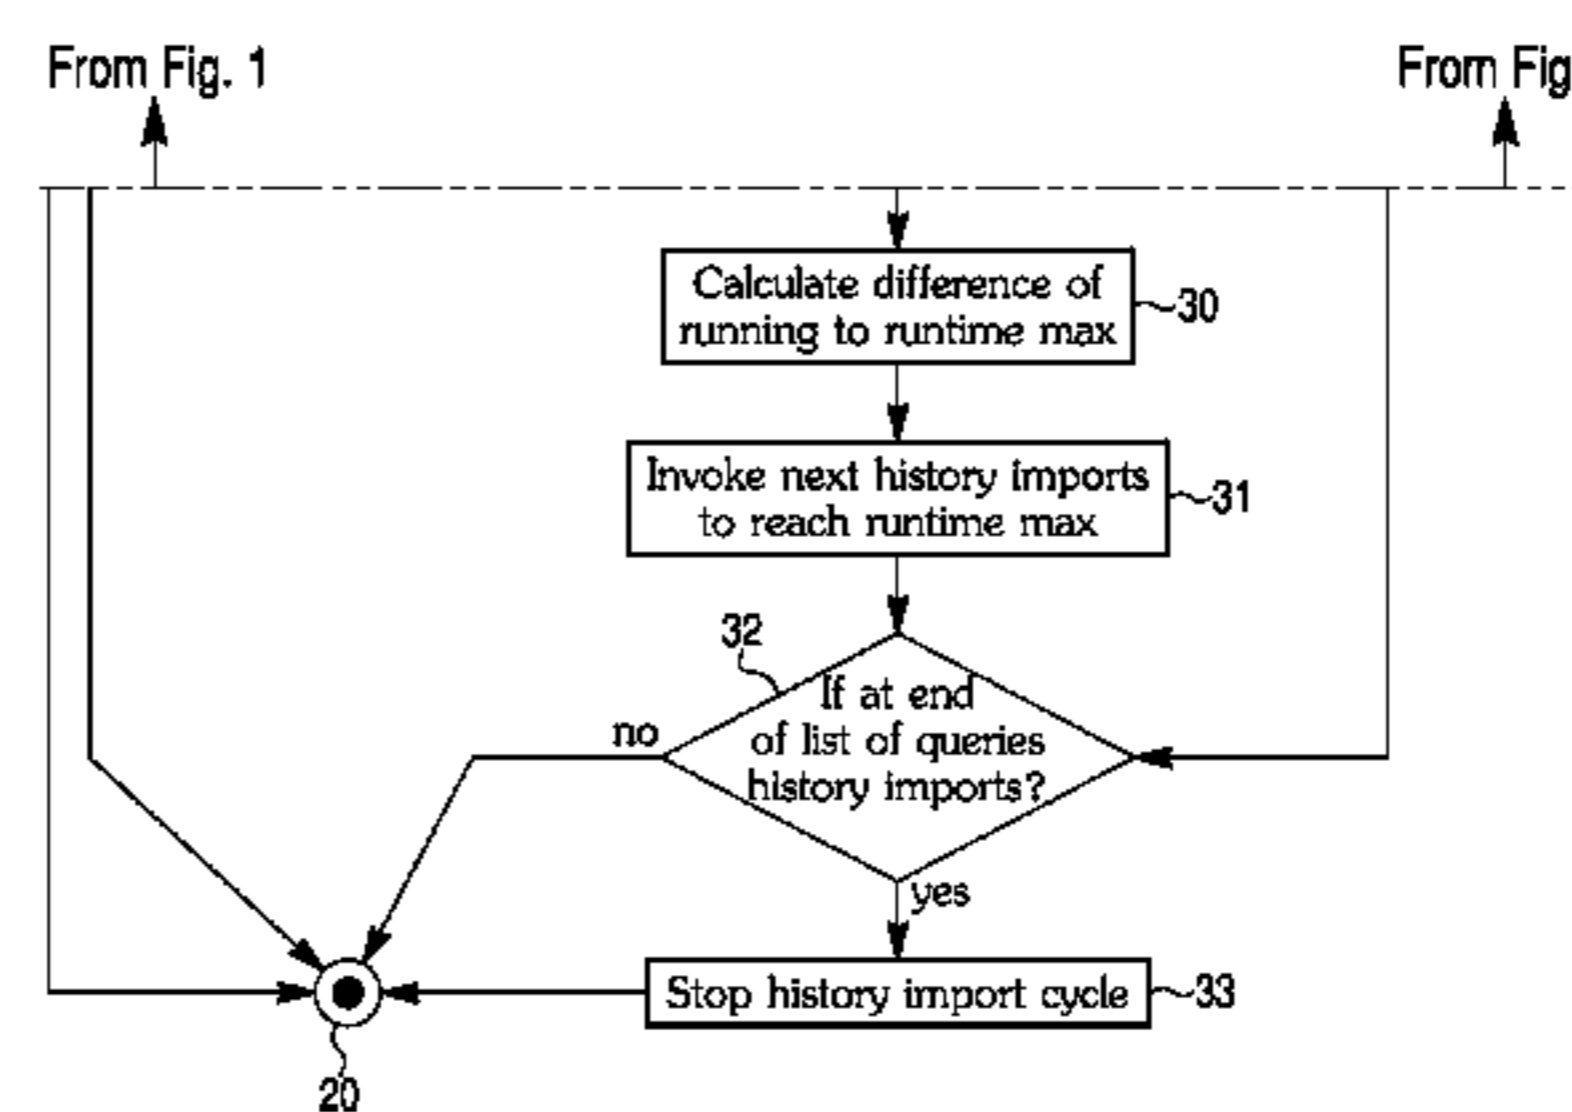 From Fig. 1
From Fig
Calculate difference of
running to runtime max
30
Invoke next history imports
to reach runtime max
31
32
If at end
of list of queries
history imports?
no
yes
Stop history import cycle
33
20